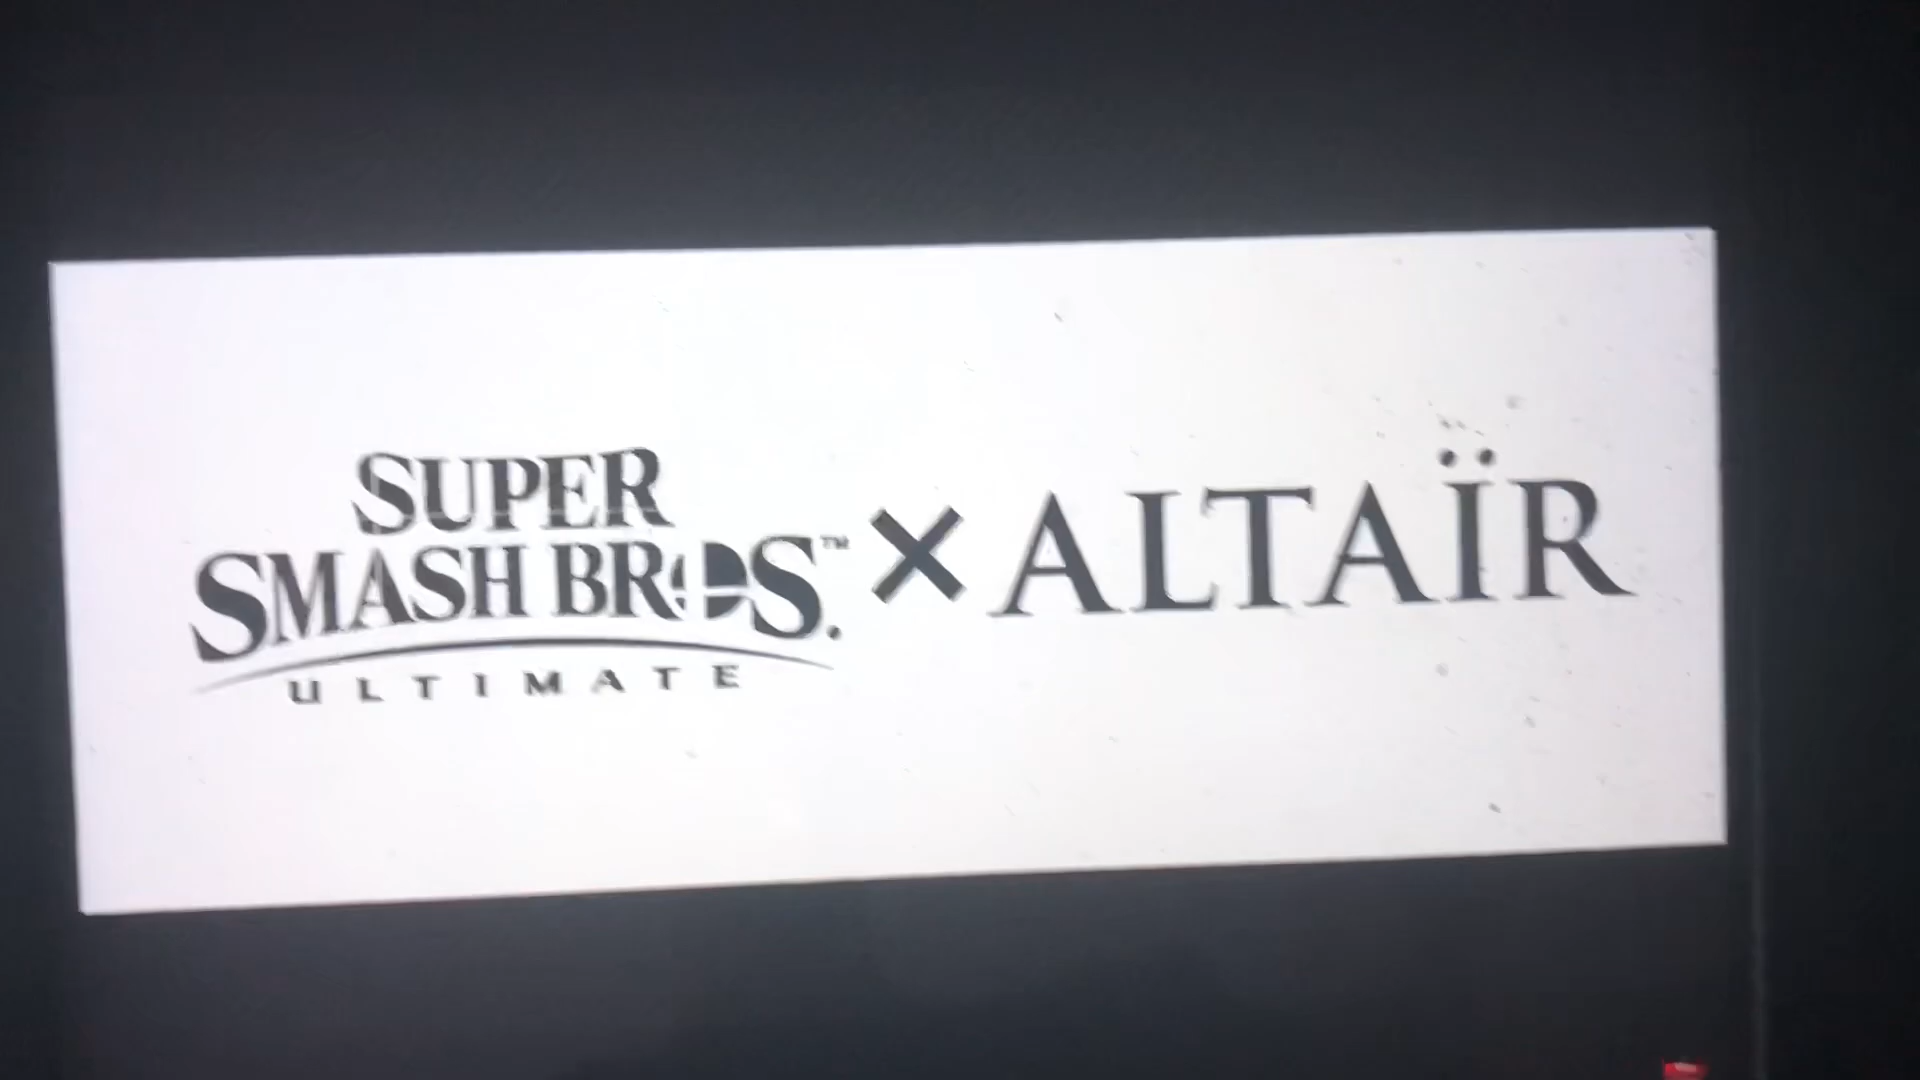 SUPER
SMASH BROS.™ × ALTAÏR
ULTIMATE